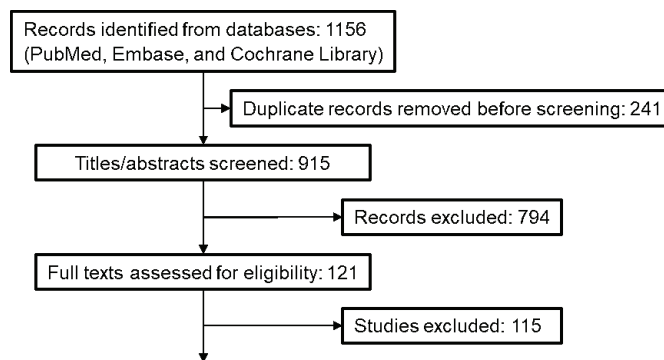 Records identified from databases: 1156
(PubMed, Embase, and Cochrane Library)
Duplicate records removed before screening: 241
Titles/abstracts screened: 915
Records excluded: 794
Full texts assessed for eligibility: 121
Studies excluded: 115